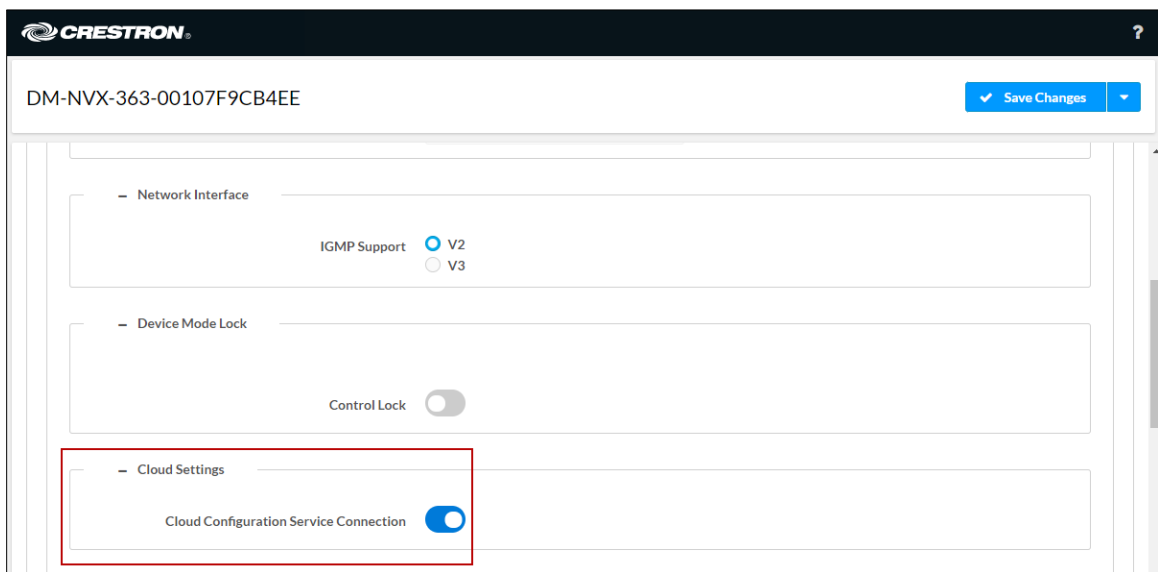 CRESTRON®
?
DM-NVX-363-00107F9CB4EE
Save Changes
– Network Interface
IGMP Support
V2
V3
– Device Mode Lock
Control Lock
– Cloud Settings
Cloud Configuration Service Connection